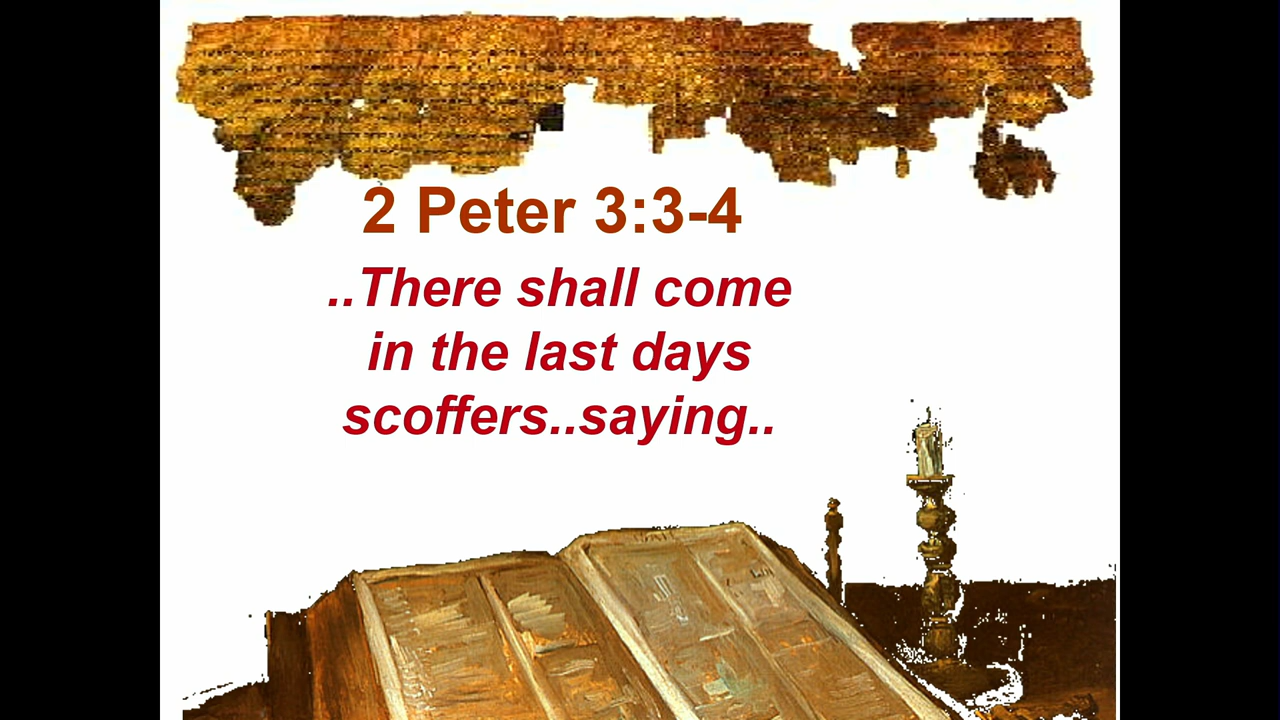 2 Peter 3:3-4
..There shall come
in the last days
scoffers..saying..